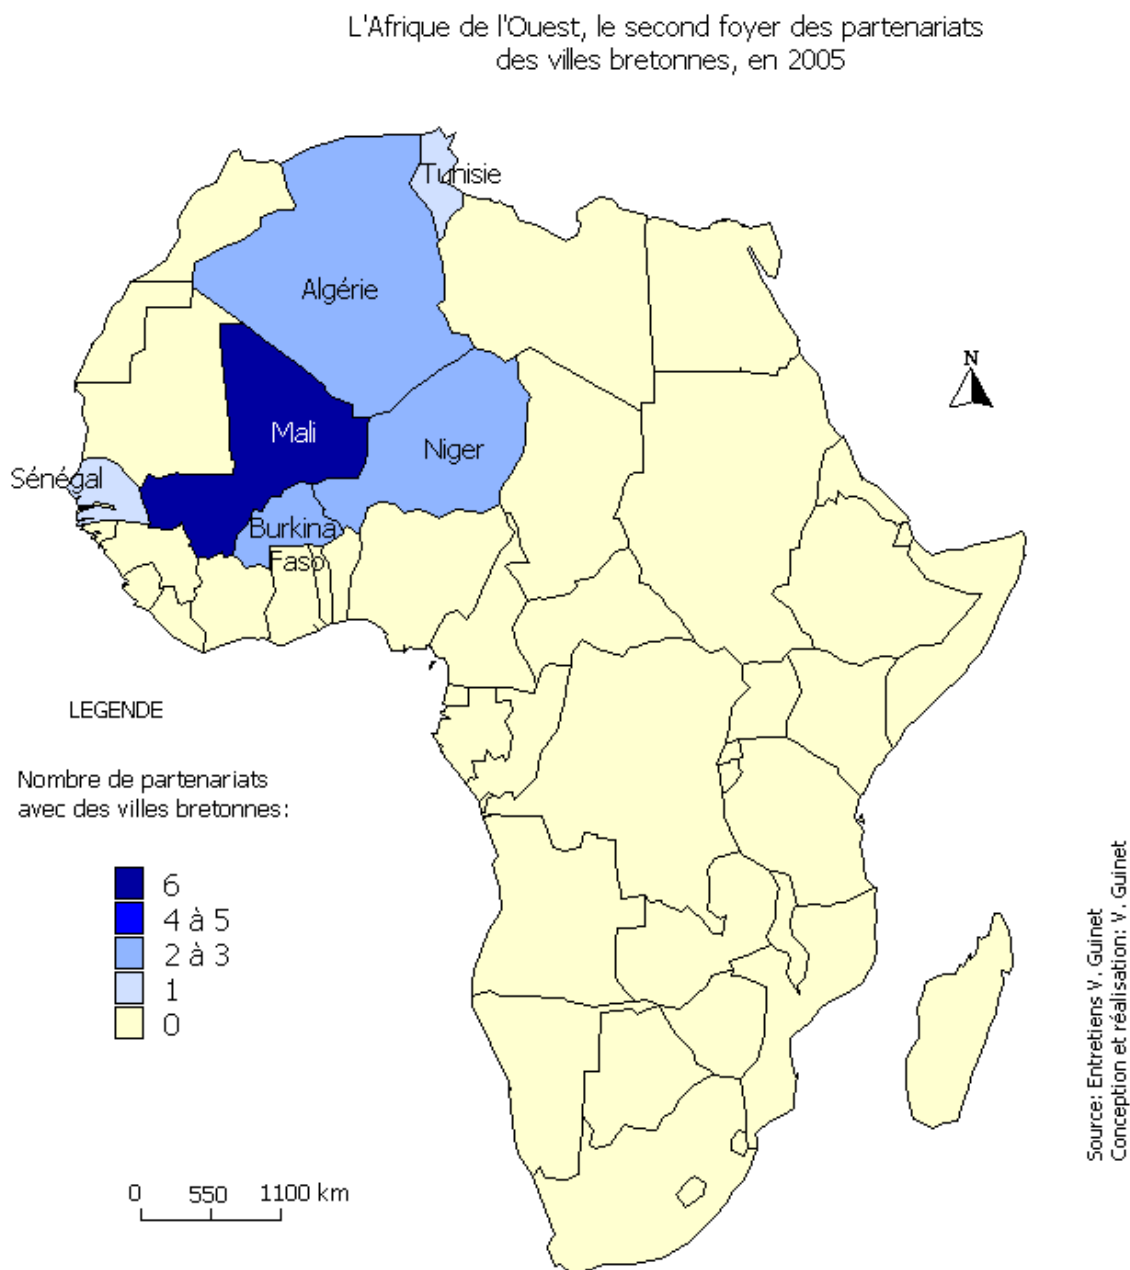 L'Afrique de l'Ouest, le second foyer des partenariats
des villes bretonnes, en 2005
Tunisie
Algérie
N
Mali
Niger
Sénégal
Burkina
Faso
LEGENDE
Nombre de partenariats
avec des villes bretonnes:
6
4 à 5
2 à 3
1
0
0 550 1100 km
Source: Entretiens V. Guinet
Conception et réalisation: V. Guinet